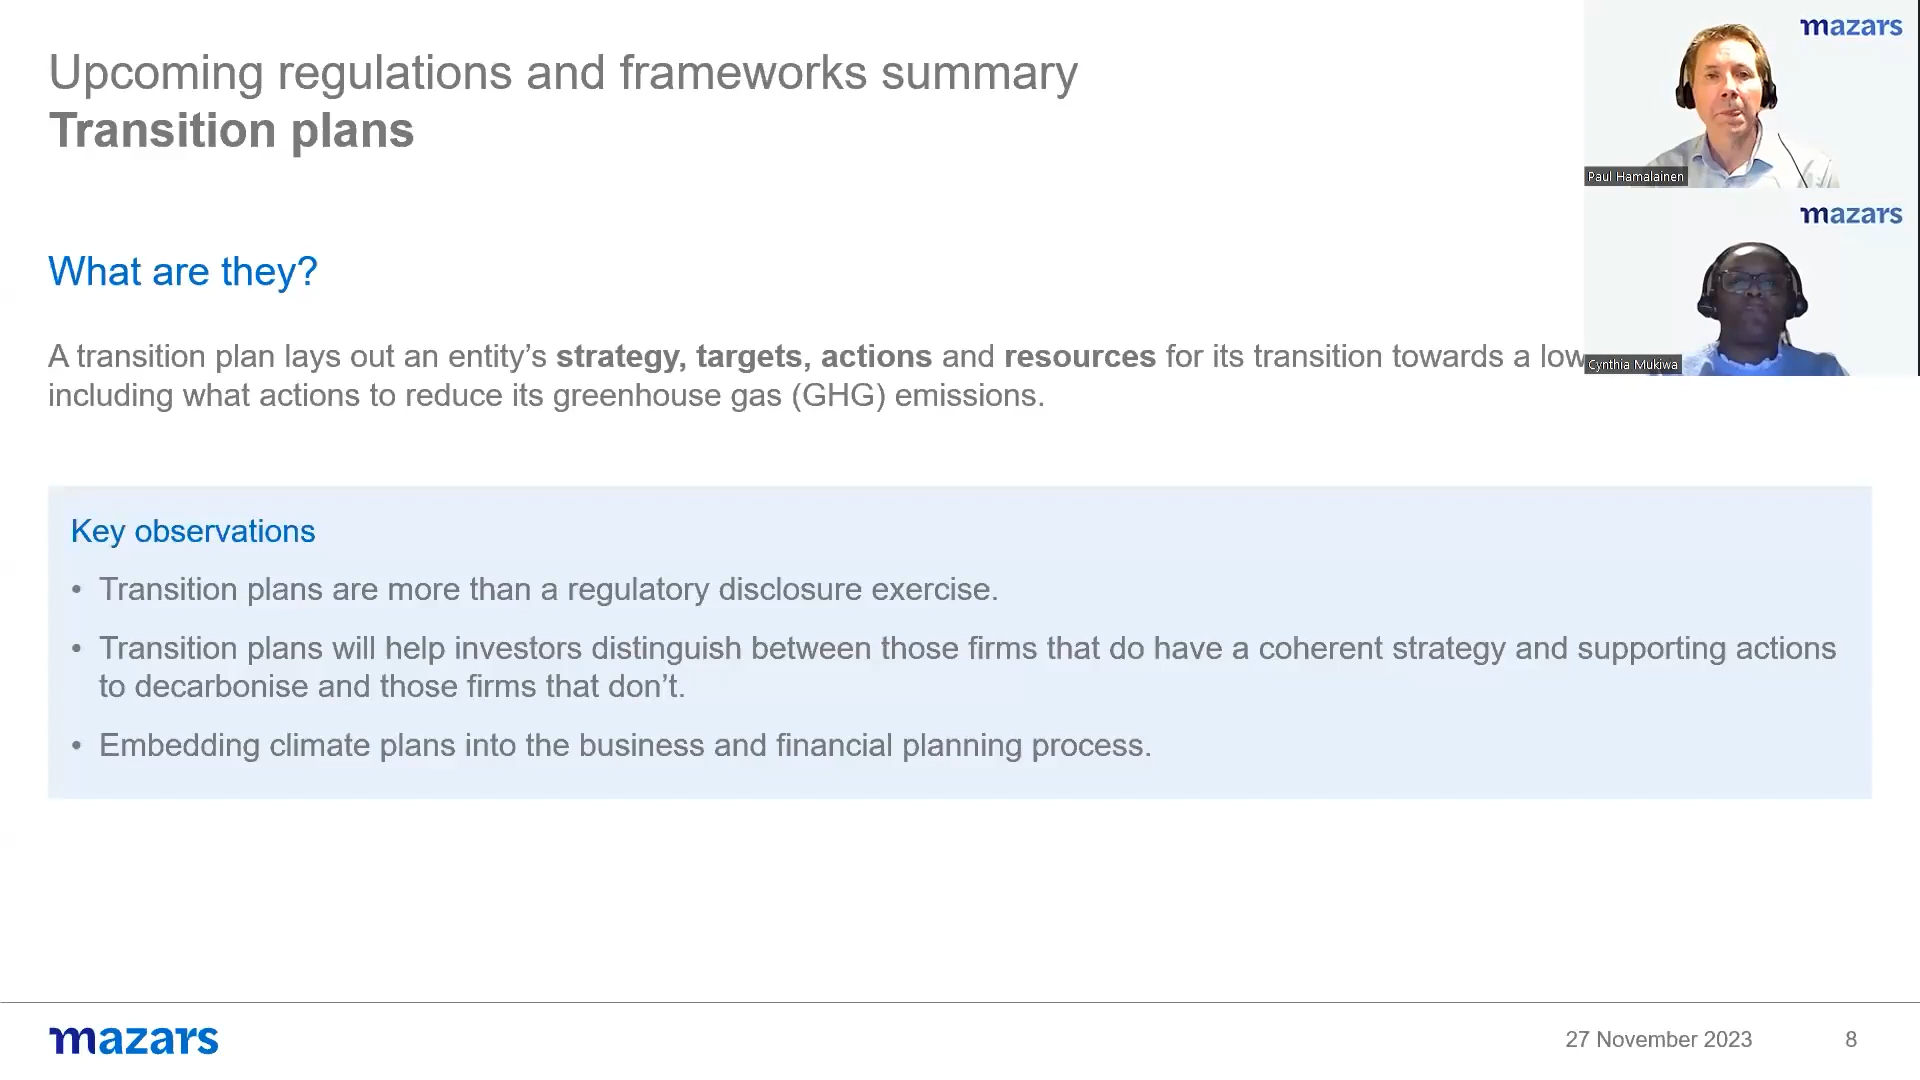 Upcoming regulations and frameworks summary
Transition plans
mazars
Paul Hamalainen
mazars
Cynthia Mukiwa
What are they?
A transition plan lays out an entity’s strategy, targets, actions and resources for its transition towards a low
including what actions to reduce its greenhouse gas (GHG) emissions.
Key observations
• Transition plans are more than a regulatory disclosure exercise.
• Transition plans will help investors distinguish between those firms that do have a coherent strategy and supporting actions
to decarbonise and those firms that don’t.
• Embedding climate plans into the business and financial planning process.
mazars
27 November 2023
8